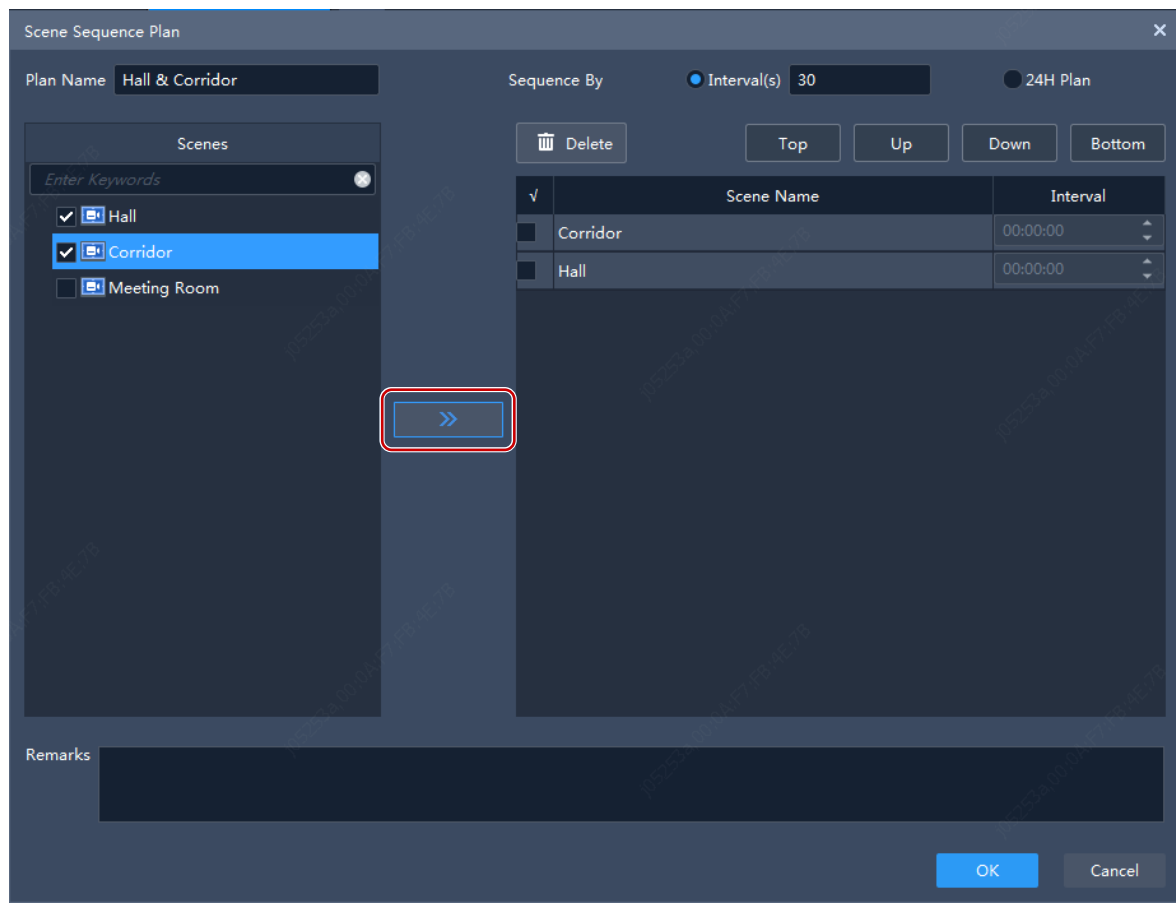 Scene Sequence Plan
Plan Name Hall & Corridor Sequence By Interval(s) 30 24H Plan
Scenes
Enter Keywords
Hall
Corridor
Meeting Room
Delete Top Up Down Bottom
√ Scene Name Interval
Corridor 00:00:00
Hall 00:00:00
Remarks
OK Cancel